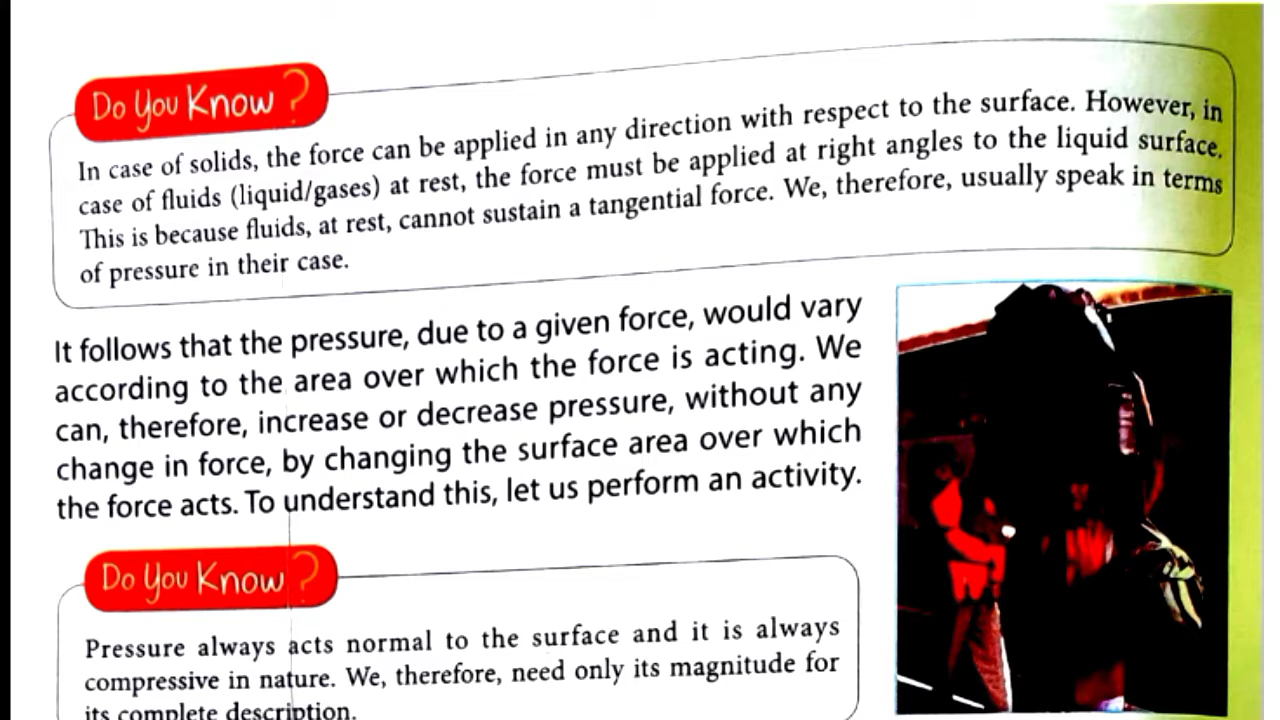 Do You Know ?
In case of solids, the force can be applied in any direction with respect to the surface. However, in
case of fluids (liquid/gases) at rest, the force must be applied at right angles to the liquid surface.
This is because fluids, at rest, cannot sustain a tangential force. We, therefore, usually speak in terms
of pressure in their case.
It follows that the pressure, due to a given force, would vary
according to the area over which the force is acting. We
can, therefore, increase or decrease pressure, without any
change in force, by changing the surface area over which
the force acts. To understand this, let us perform an activity.
Do You Know ?
Pressure always acts normal to the surface and it is always
compressive in nature. We, therefore, need only its magnitude for
its complete description.